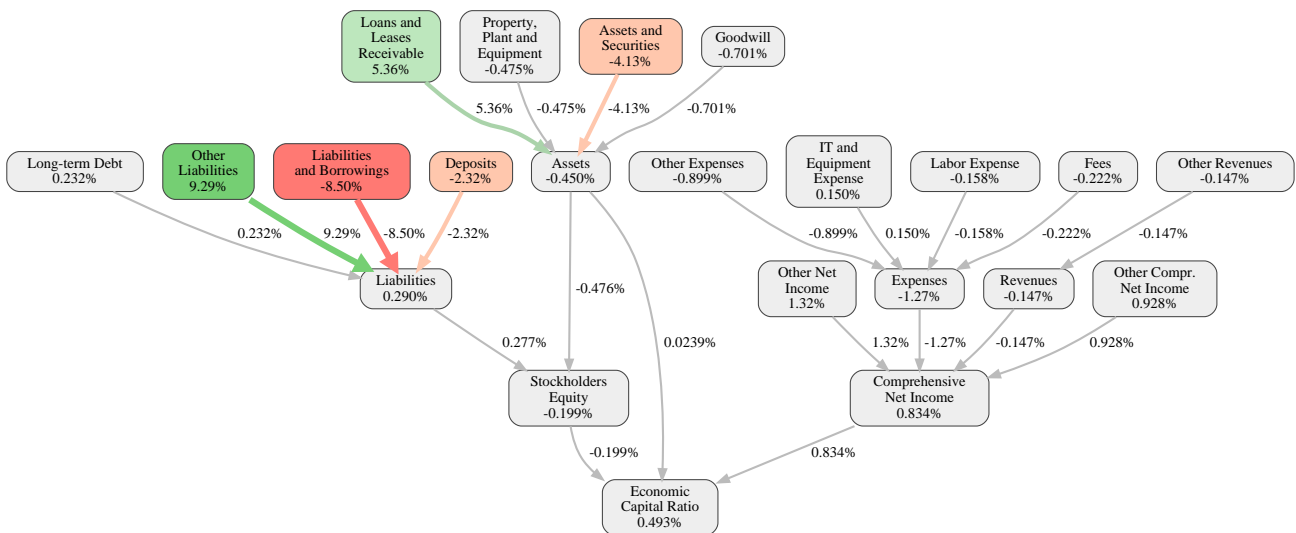 Loans and
Leases
Receivable
5.36%
Property,
Plant and
Equipment
-0.475%
Assets and
Securities
-4.13%
Goodwill
-0.701%
5.36%
-0.475%
-4.13%
-0.701%
Long-term Debt
0.232%
Other
Liabilities
9.29%
Liabilities
and Borrowings
-8.50%
Deposits
-2.32%
Assets
-0.450%
Other Expenses
-0.899%
IT and
Equipment
Expense
0.150%
Labor Expense
-0.158%
Fees
-0.222%
Other Revenues
-0.147%
0.232%
9.29%
-8.50%
-2.32%
-0.899%
0.150%
-0.158%
-0.222%
-0.147%
Liabilities
0.290%
-0.476%
Other Net
Income
1.32%
Expenses
-1.27%
Revenues
-0.147%
Other Compr.
Net Income
0.928%
0.277%
0.0239%
1.32%
-1.27%
-0.147%
0.928%
Stockholders
Equity
-0.199%
Comprehensive
Net Income
0.834%
-0.199%
0.834%
Economic
Capital Ratio
0.493%